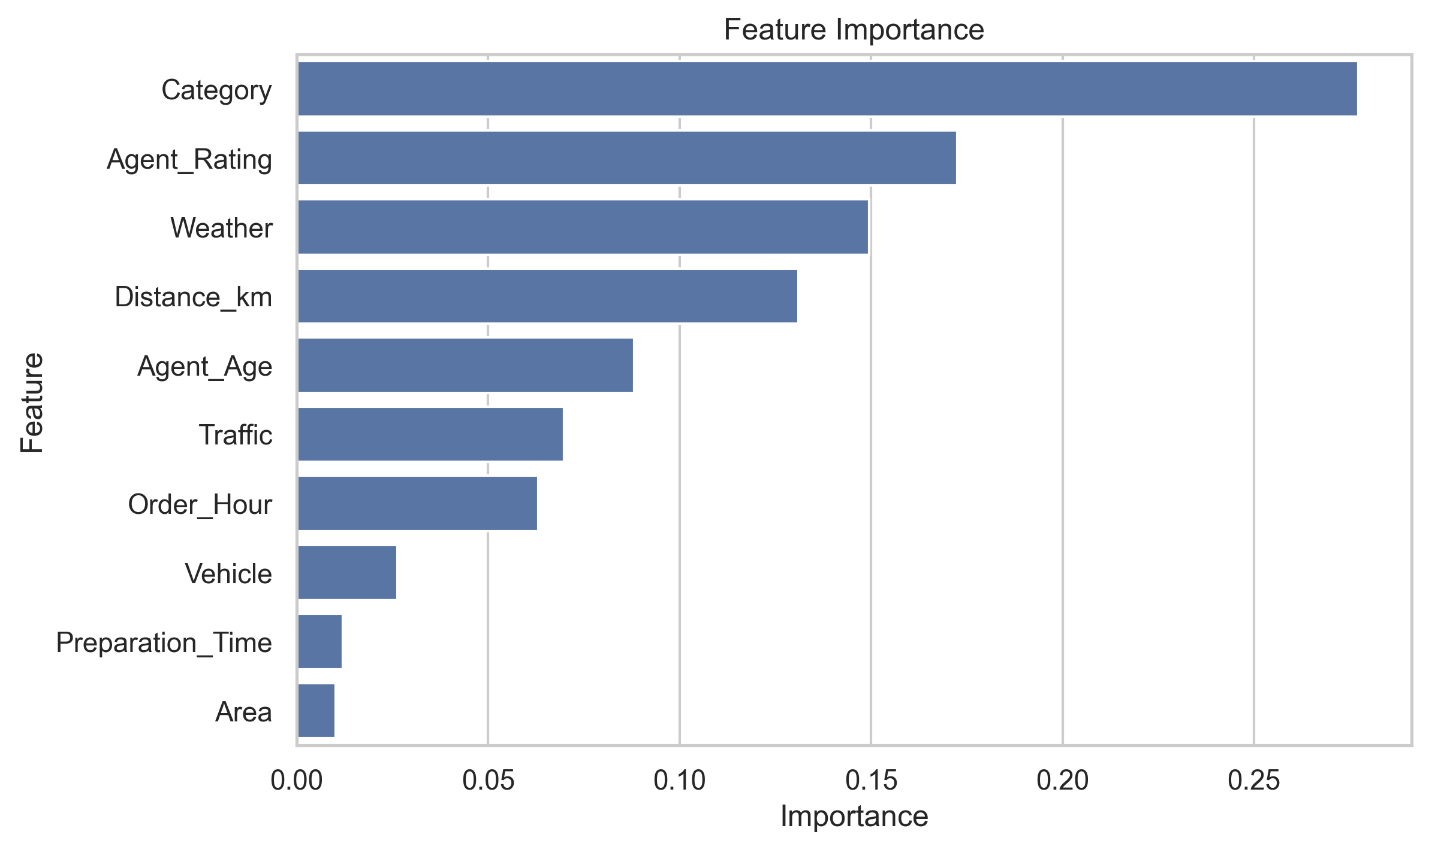 Feature Importance
Category
Agent_Rating
Weather
Distance_km
Agent_Age
Traffic
Order_Hour
Vehicle
Preparation_Time
Area
Feature
0.00 0.05 0.10 0.15 0.20 0.25
Importance